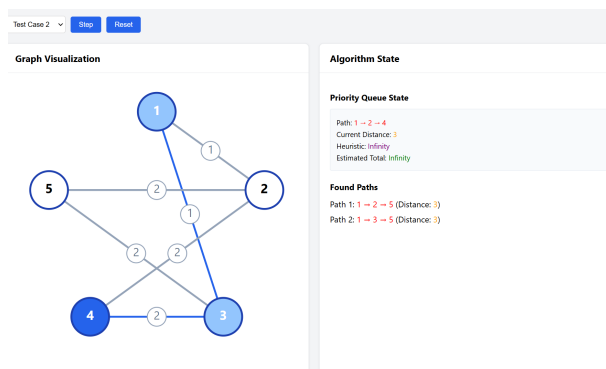 Test Case 2 Step Reset
Graph Visualization
1
1
5
2
2
2
1
2
2
4
2
3
Algorithm State
Priority Queue State
Path: 1 → 2 → 4
Current Distance: 3
Heuristic: Infinity
Estimated Total: Infinity
Found Paths
Path 1: 1 → 2 → 5 (Distance: 3)
Path 2: 1 → 3 → 5 (Distance: 3)